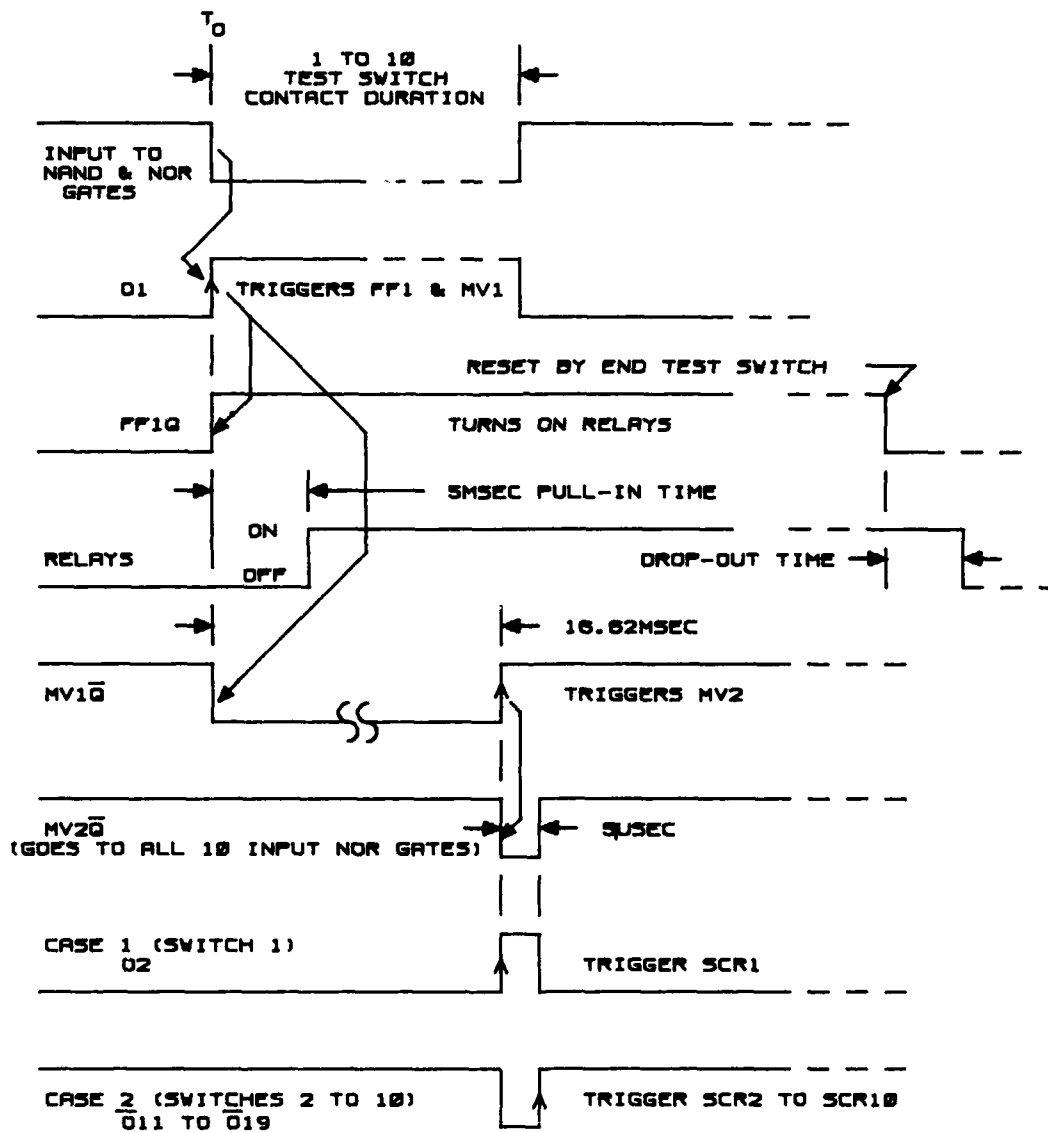 T0
1 TO 10
TEST SWITCH
CONTACT DURATION
INPUT TO
NAND & NOR
GATES
O1
TRIGGERS FF1 & MV1
RESET BY END TEST SWITCH
FF1Q
TURNS ON RELAYS
5MSEC PULL-IN TIME
ON
RELAYS
OFF
DROP-OUT TIME
16.62MSEC
MV1Q̅
TRIGGERS MV2
MV2Q̅
5USEC
(GOES TO ALL 10 INPUT NOR GATES)
CASE 1 (SWITCH 1)
O2
TRIGGER SCR1
CASE 2 (SWITCHES 2 TO 10)
TRIGGER SCR2 TO SCR10
O̅11 TO O̅19